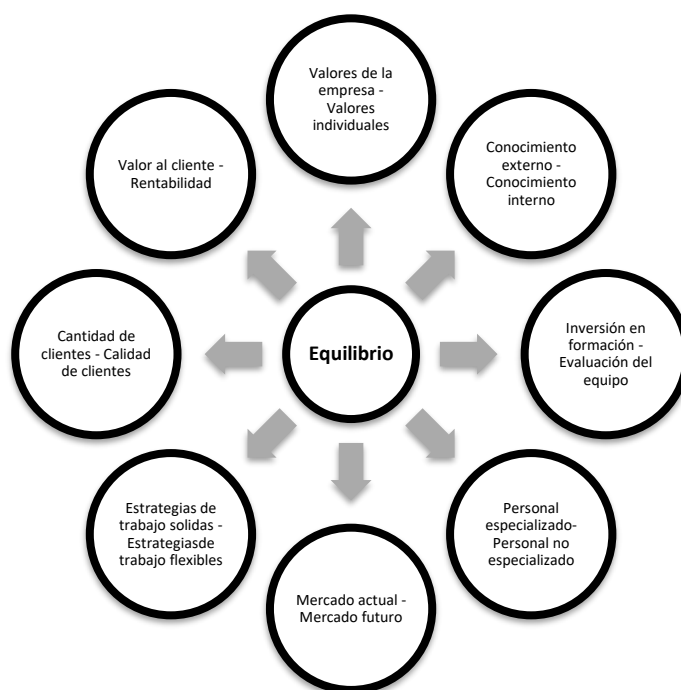 Valores de la
empresa -
Valores
individuales
Conocimiento
externo -
Conocimiento
interno
Inversión en
formación -
Evaluación del
equipo
Personal
especializado-
Personal no
especializado
Mercado actual -
Mercado futuro
Estrategias de
trabajo solidas -
Estrategiasde
trabajo flexibles
Cantidad de
clientes - Calidad
de clientes
Valor al cliente -
Rentabilidad
Equilibrio